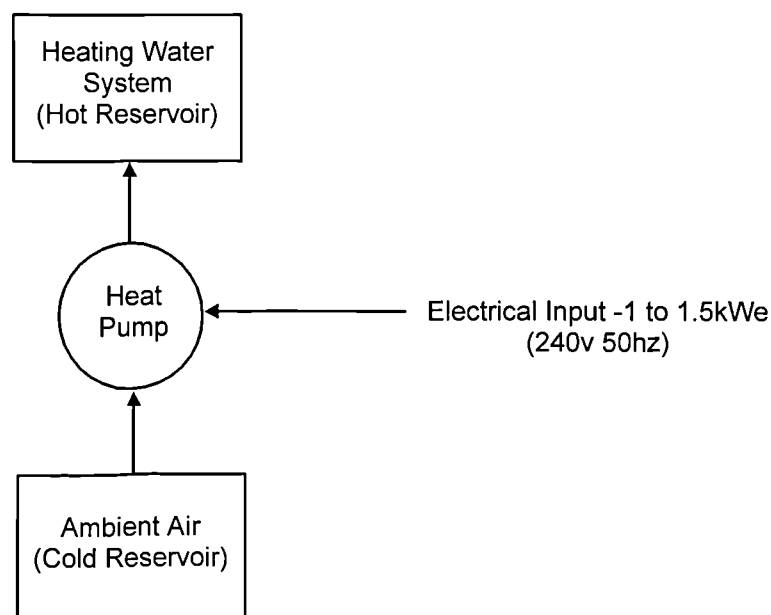 Heating Water
System
(Hot Reservoir)
Heat
Pump
Electrical Input -1 to 1.5kWe
(240v 50hz)
Ambient Air
(Cold Reservoir)